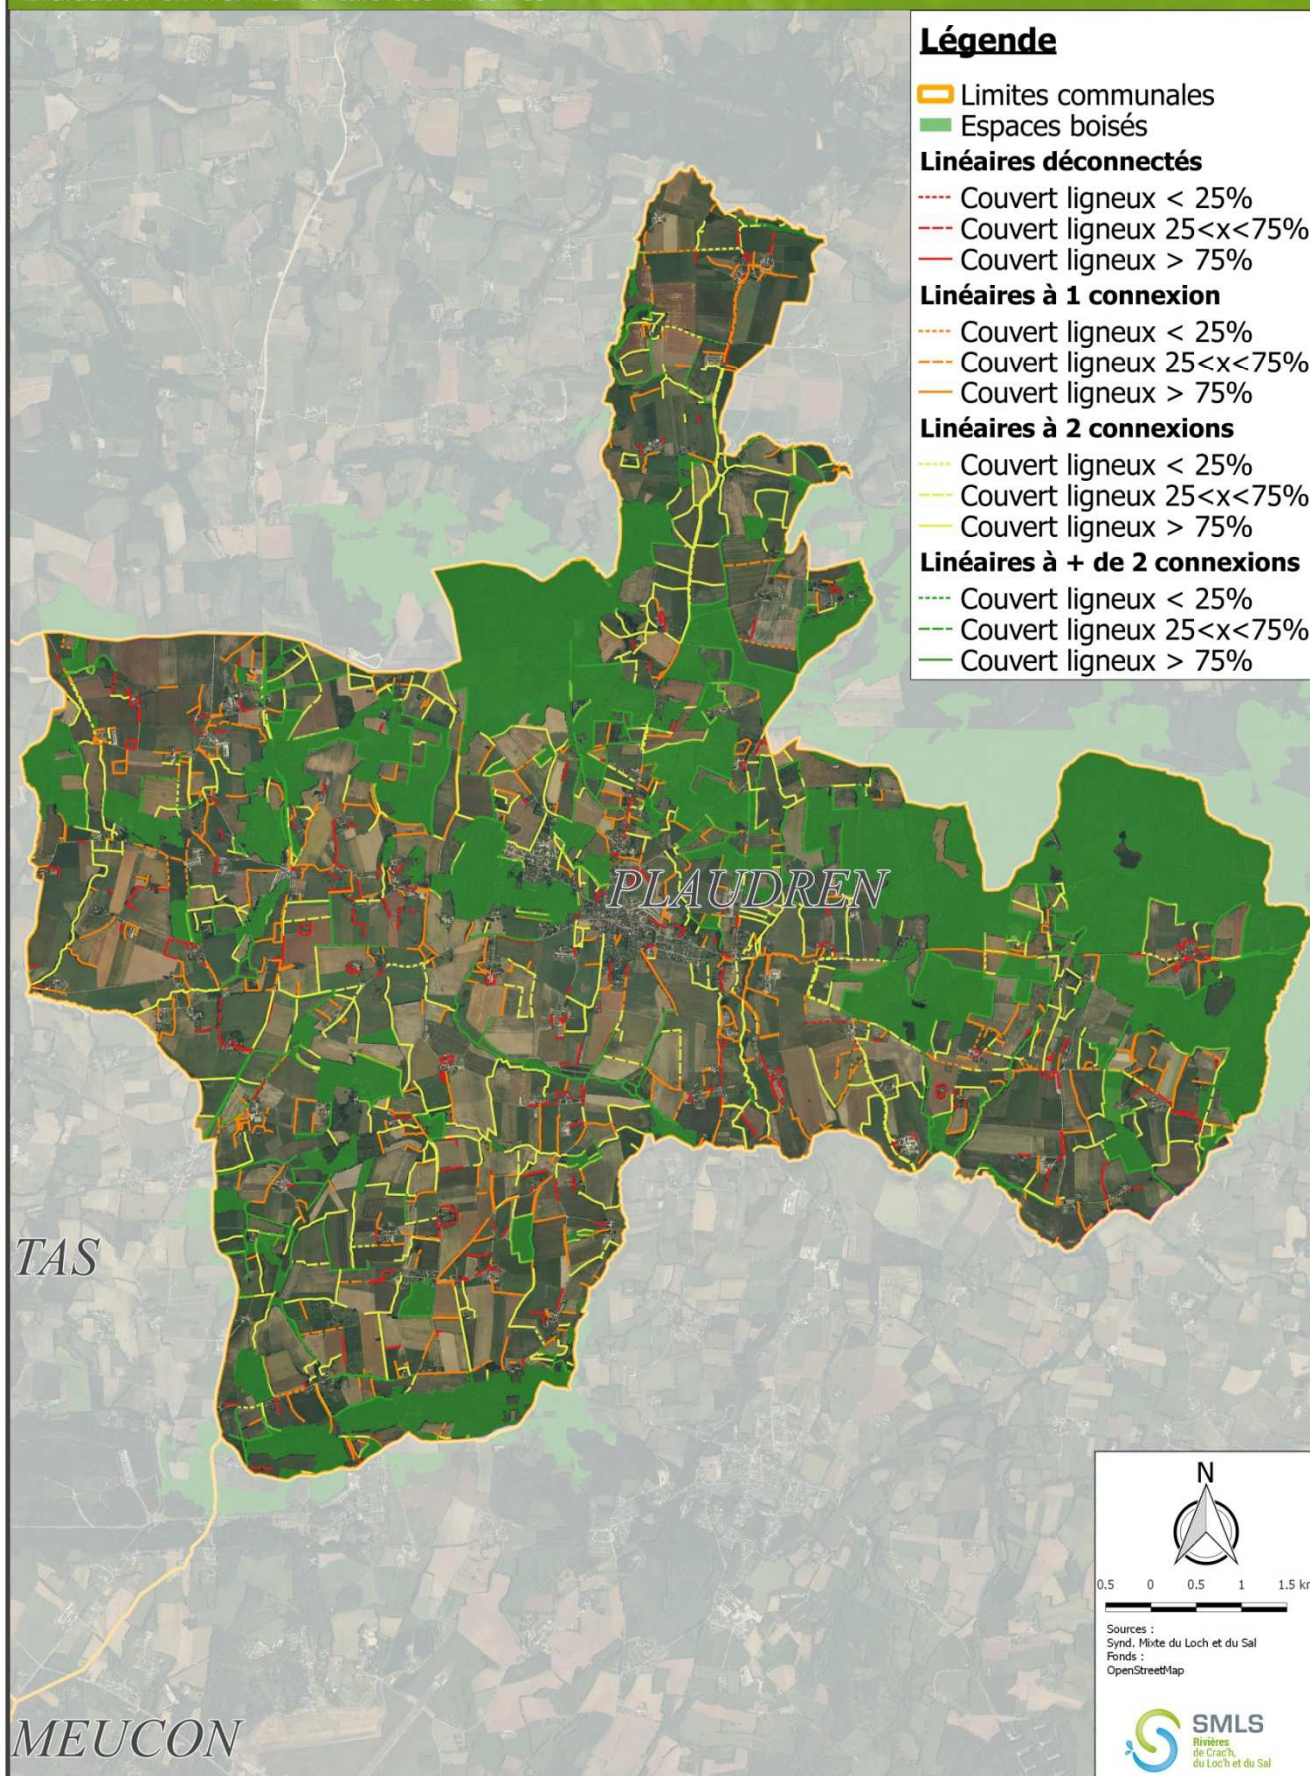 Légende
Limites communales
Espaces boisés
Linéaires déconnectés
Couvert ligneux < 25%
Couvert ligneux 25<x<75%
Couvert ligneux > 75%
Linéaires à 1 connexion
Couvert ligneux < 25%
Couvert ligneux 25<x<75%
Couvert ligneux > 75%
Linéaires à 2 connexions
Couvert ligneux < 25%
Couvert ligneux 25<x<75%
Couvert ligneux > 75%
Linéaires à + de 2 connexions
Couvert ligneux < 25%
Couvert ligneux 25<x<75%
Couvert ligneux > 75%
PLAUDREN
TAS
MEUCON
N
0.5 0 0.5 1 1.5 km
Sources :
Synd. Mixte du Loch et du Sal
Fonds :
OpenStreetMap
SMLS
Rivières
de Crac'h,
du Loc'h et du Sal